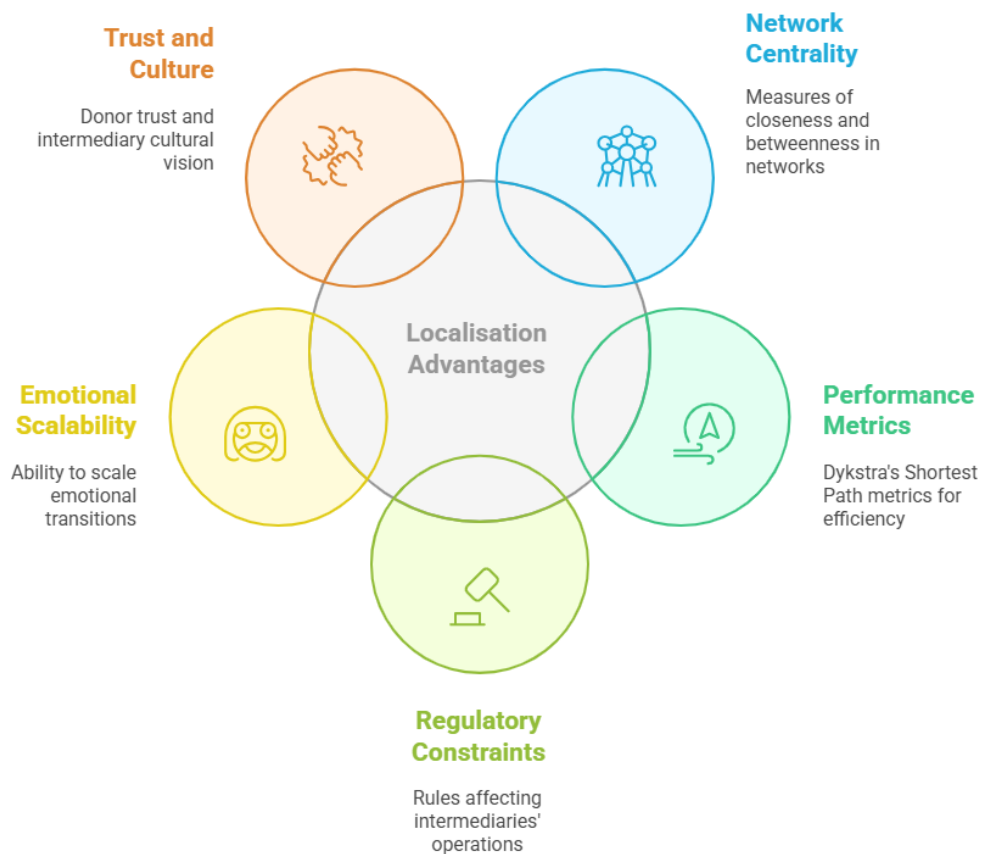 Trust and
Culture
Donor trust and
intermediary cultural
vision
Network
Centrality
Measures of
closeness and
betweenness in
networks
Localisation
Advantages
Emotional
Scalability
Ability to scale
emotional
transitions
Performance
Metrics
Dykstra's Shortest
Path metrics for
efficiency
Regulatory
Constraints
Rules affecting
intermediaries'
operations